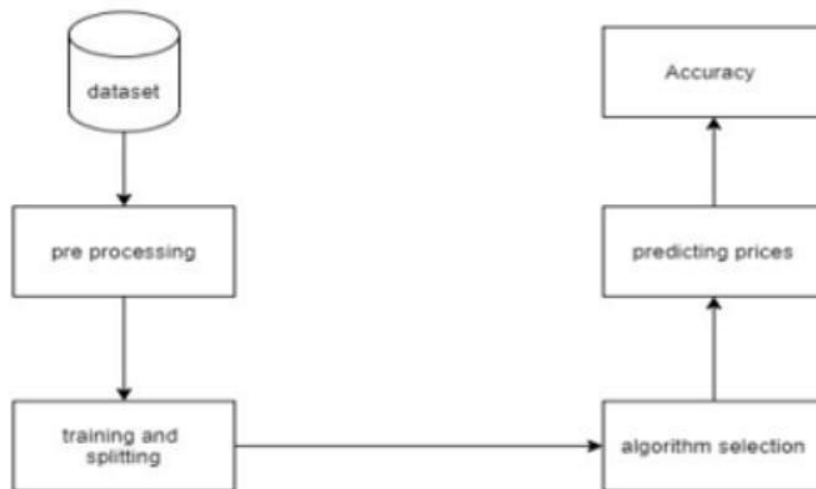 dataset
pre processing
training and
splitting
algorithm selection
predicting prices
Accuracy